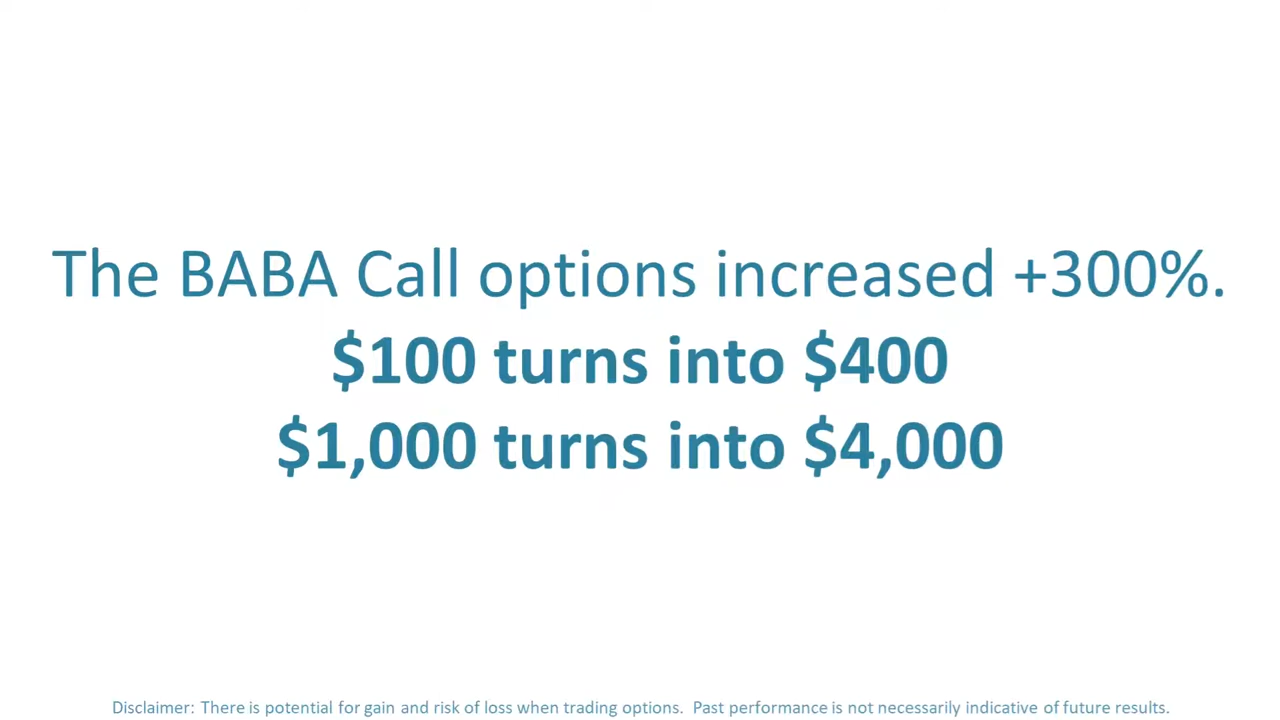 The BABA Call options increased +300%.
$100 turns into $400
$1,000 turns into $4,000
Disclaimer: There is potential for gain and risk of loss when trading options.  Past performance is not necessarily indicative of future results.